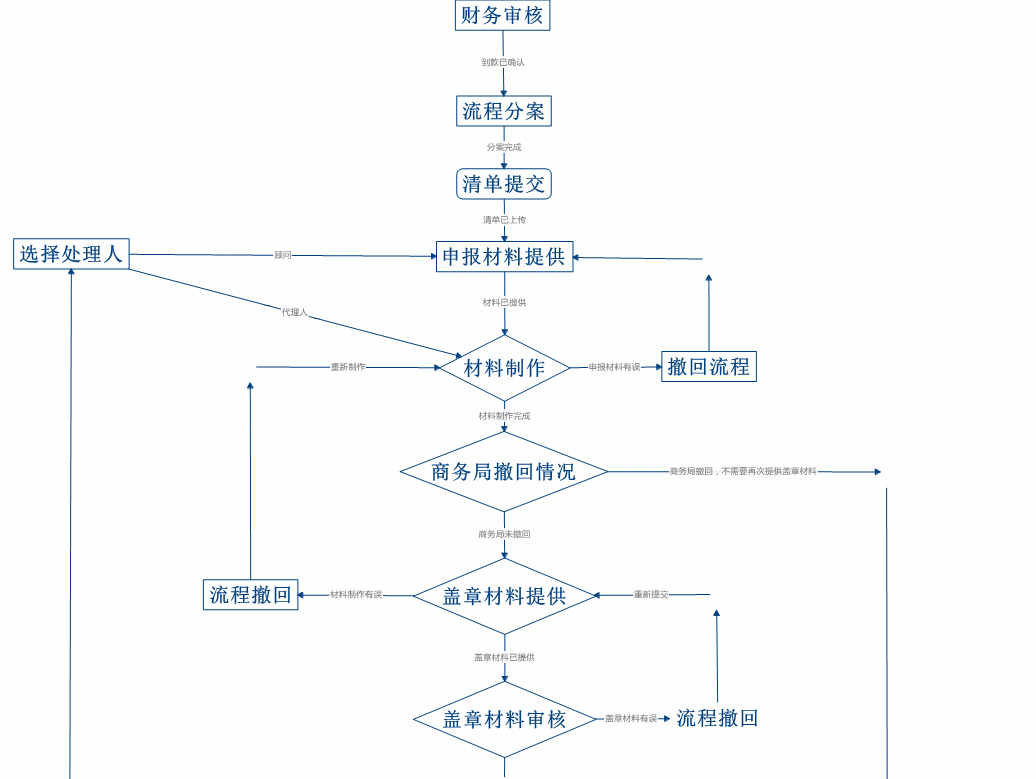 财务审核
到款已确认
流程分案
分案完成
清单提交
清单已上传
选择处理人
顾问
申报材料提供
材料已提供
代理人
重新制作
材料制作
申报材料有误
撤回流程
材料制作完成
商务局撤回情况
商务局撤回，不需要再次提供盖章材料
商务局未撤回
流程撤回
材料制作有误
盖章材料提供
重新提交
盖章材料已提供
盖章材料审核
盖章材料有误
流程撤回